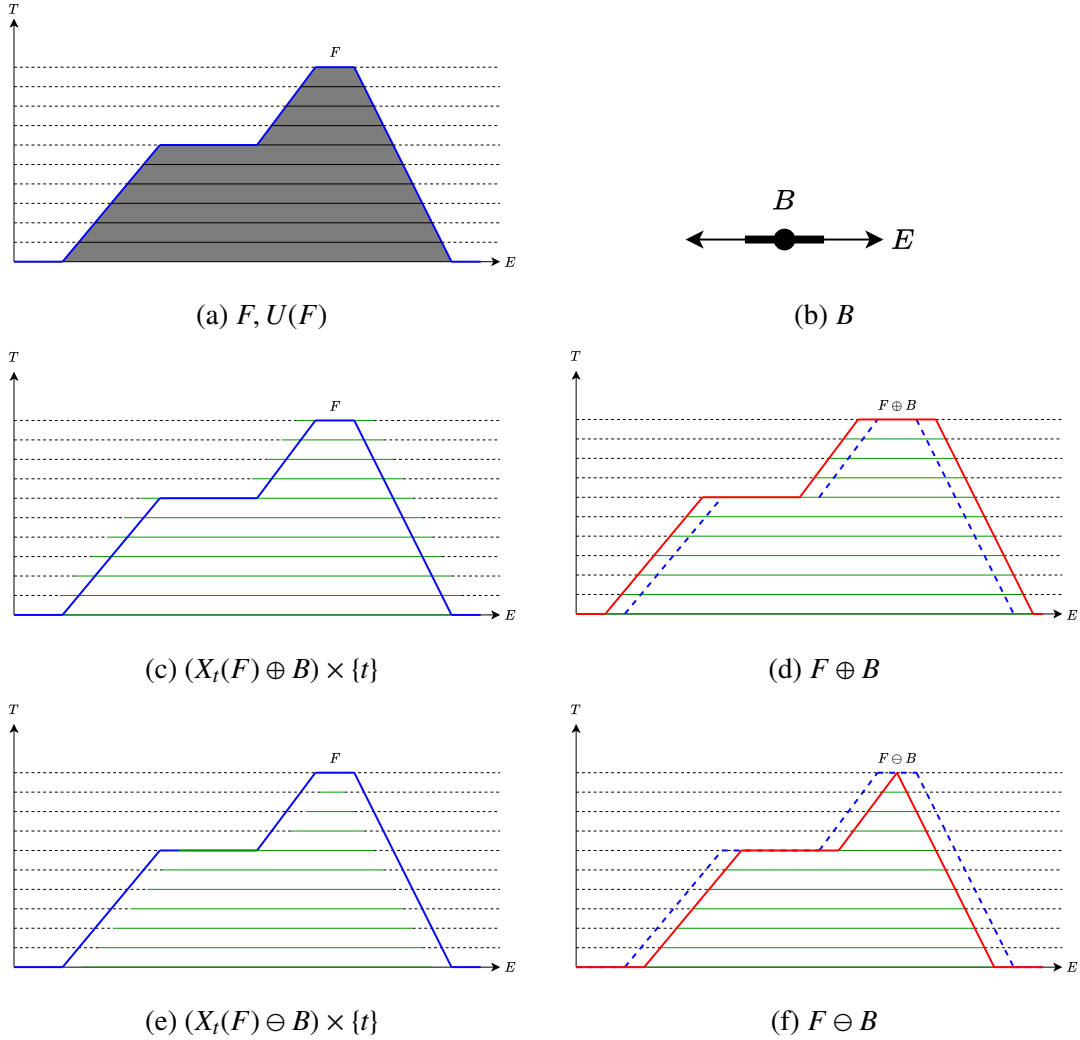 T
F
E
B
E
(a) F, U(F)
(b) B
T
F
E
T
F ⊕ B
E
(c) (X_t(F) ⊕ B) × {t}
(d) F ⊕ B
T
F
E
T
F ⊖ B
E
(e) (X_t(F) ⊖ B) × {t}
(f) F ⊖ B